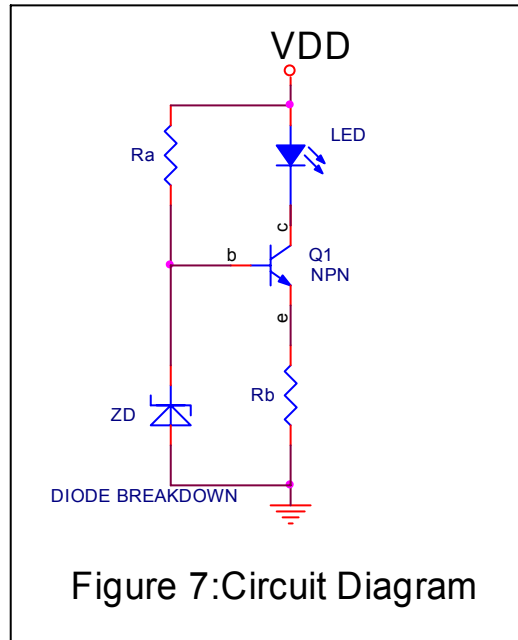 VDD
LED
Ra
c
b
Q1
NPN
e
Rb
ZD
DIODE BREAKDOWN
Figure 7:Circuit Diagram